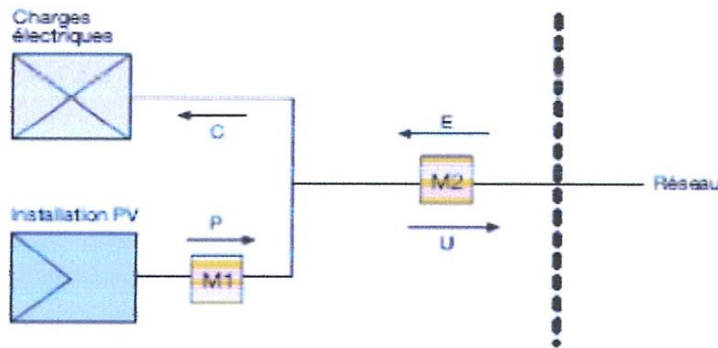 Charges
électriques
C
E
M2
Réseau
U
Installation PV
P
M1